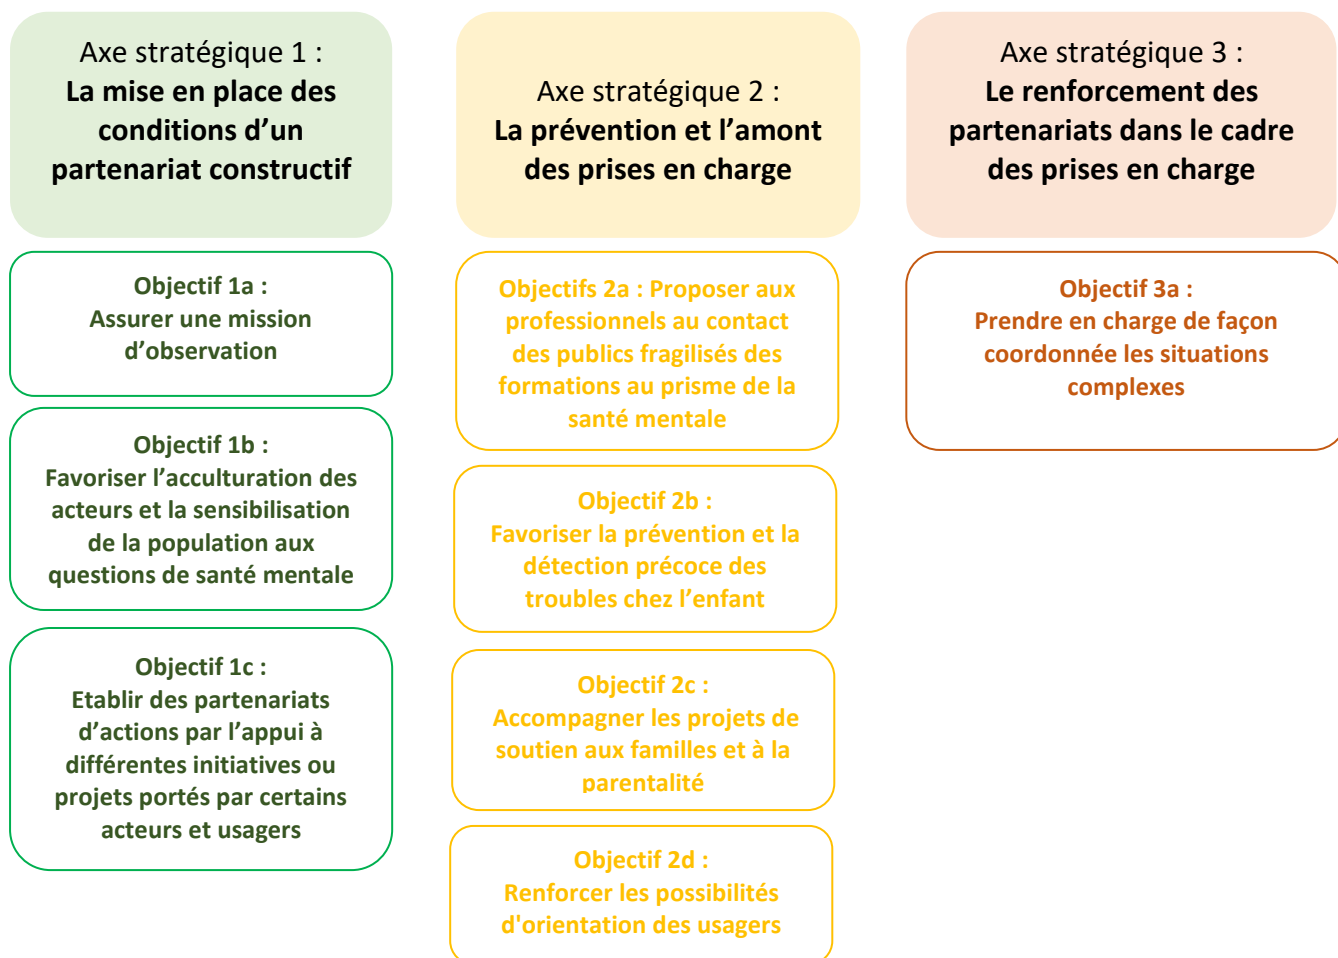 Axe stratégique 1 :
La mise en place des
conditions d’un
partenariat constructif
Objectif 1a :
Assurer une mission
d’observation
Objectif 1b :
Favoriser l’acculturation des
acteurs et la sensibilisation
de la population aux
questions de santé mentale
Objectif 1c :
Etablir des partenariats
d’actions par l’appui à
différentes initiatives ou
projets portés par certains
acteurs et usagers
Axe stratégique 2 :
La prévention et l’amont
des prises en charge
Objectifs 2a : Proposer aux
professionnels au contact
des publics fragilisés des
formations au prisme de la
santé mentale
Objectif 2b :
Favoriser la prévention et la
détection précoce des
troubles chez l’enfant
Objectif 2c :
Accompagner les projets de
soutien aux familles et à la
parentalité
Objectif 2d :
Renforcer les possibilités
d'orientation des usagers
Axe stratégique 3 :
Le renforcement des
partenariats dans le cadre
des prises en charge
Objectif 3a :
Prendre en charge de façon
coordonnée les situations
complexes